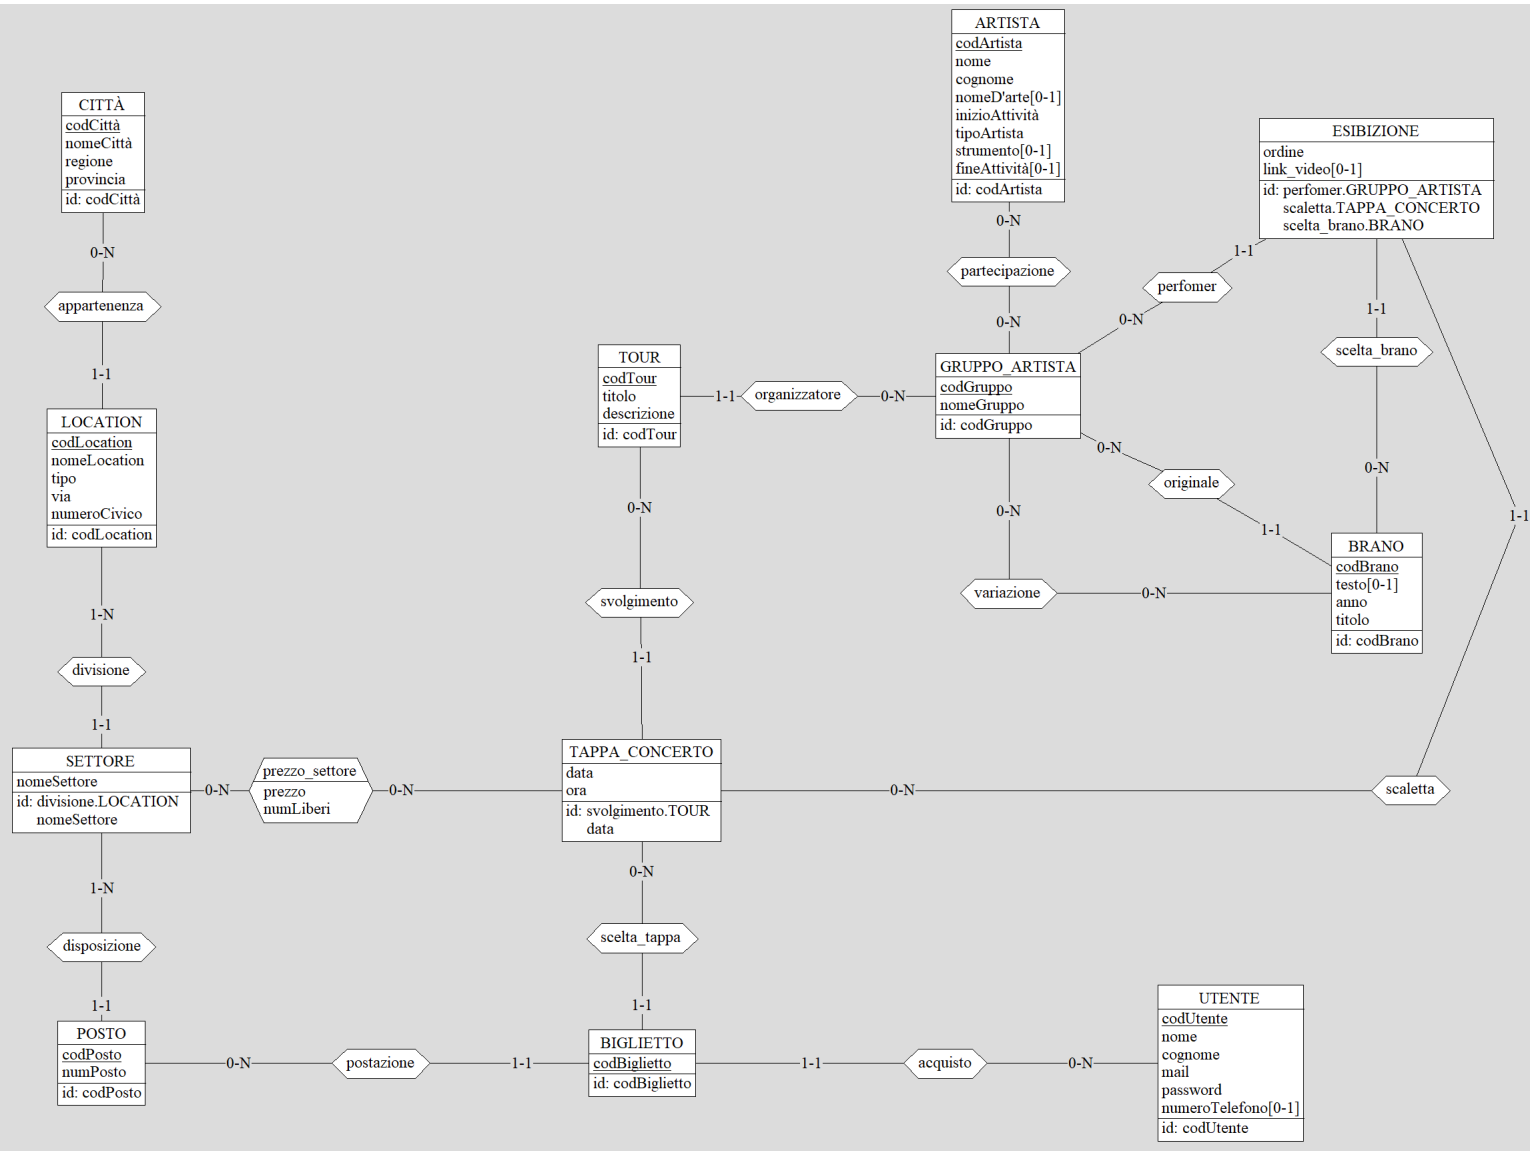 ARTISTA
codArtista
nome
cognome
nomeD'arte[0-1]
inizioAttività
tipoArtista
strumento[0-1]
fineAttività[0-1]
id: codArtista
CITTÀ
codCittà
nomeCittà
regione
provincia
id: codCittà
ESIBIZIONE
ordine
link_video[0-1]
id: perfomer.GRUPPO_ARTISTA
scaletta.TAPPA_CONCERTO
scelta_brano.BRANO
0-N
0-N
1-1
partecipazione
perfomer
appartenenza
1-1
0-N
0-N
scelta_brano
TOUR
codTour
titolo
descrizione
id: codTour
1-1
organizzatore
0-N
GRUPPO_ARTISTA
codGruppo
nomeGruppo
id: codGruppo
1-1
LOCATION
codLocation
nomeLocation
tipo
via
numeroCivico
id: codLocation
0-N
0-N
originale
0-N
0-N
1-1
1-1
0-N
BRANO
codBrano
testo[0-1]
anno
titolo
id: codBrano
svolgimento
variazione
0-N
1-N
1-1
divisione
1-1
SETTORE
nomeSettore
id: divisione.LOCATION
nomeSettore
0-N
prezzo_settore
prezzo
numLiberi
0-N
TAPPA_CONCERTO
data
ora
id: svolgimento.TOUR
data
0-N
scaletta
1-N
0-N
disposizione
scelta_tappa
1-1
1-1
POSTO
codPosto
numPosto
id: codPosto
0-N
postazione
1-1
BIGLIETTO
codBiglietto
id: codBiglietto
1-1
acquisto
0-N
UTENTE
codUtente
nome
cognome
mail
password
numeroTelefono[0-1]
id: codUtente